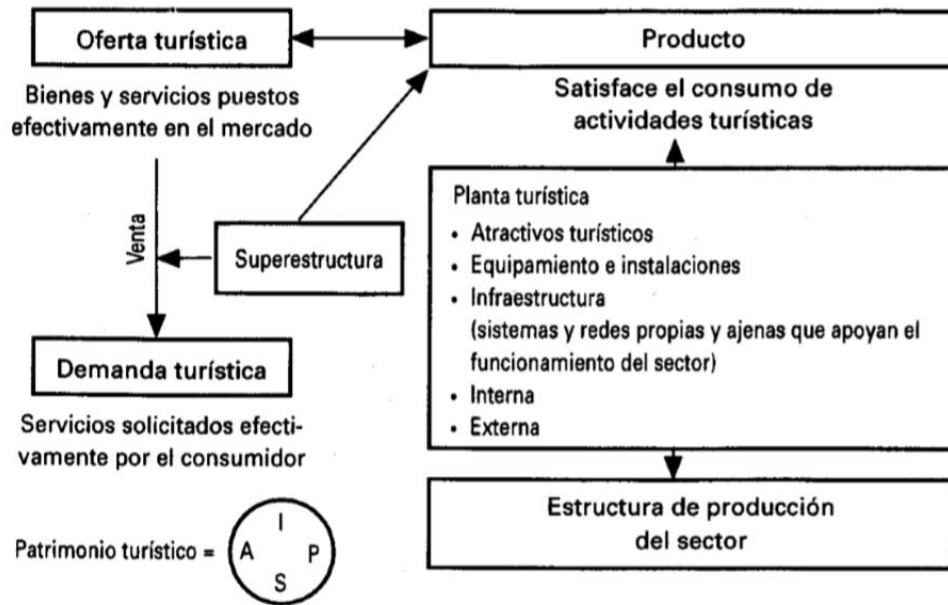 Oferta turística
Bienes y servicios puestos
efectivamente en el mercado
Venta
Superestructura
Demanda turística
Servicios solicitados efecti-
vamente por el consumidor
Patrimonio turístico =
I
A P
S
Producto
Satisface el consumo de
actividades turísticas
Planta turística
• Atractivos turísticos
• Equipamiento e instalaciones
• Infraestructura
(sistemas y redes propias y ajenas que apoyan el
funcionamiento del sector)
• Interna
• Externa
Estructura de producción
del sector